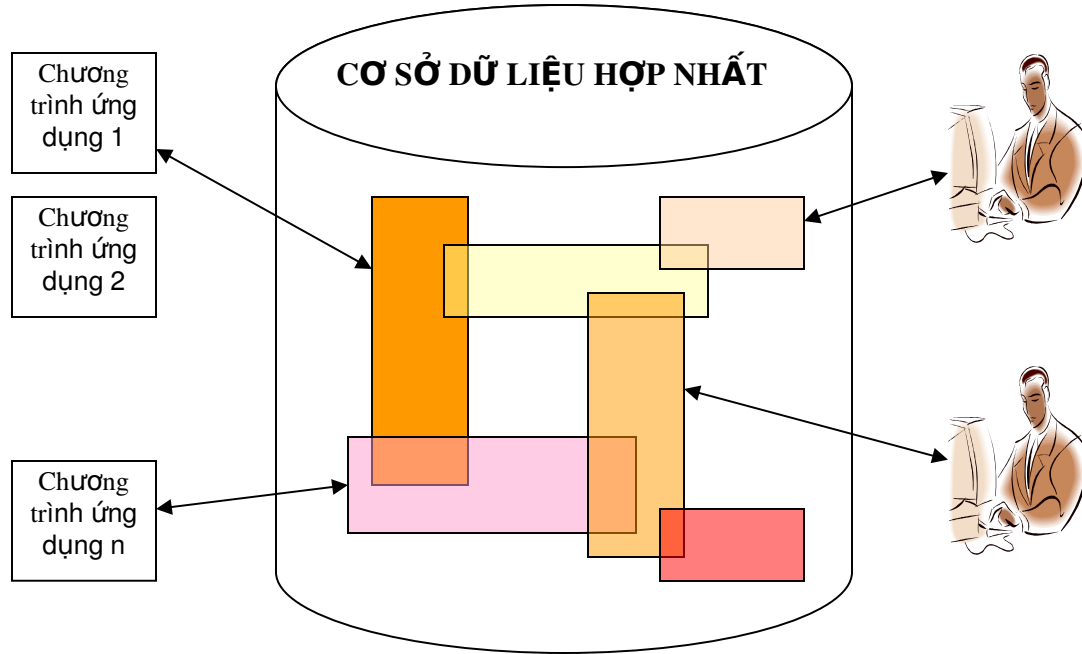 CƠ SỞ DỮ LIỆU HỢP NHẤT
Chương
trình ứng
dụng 1
Chương
trình ứng
dụng 2
Chương
trình ứng
dụng n